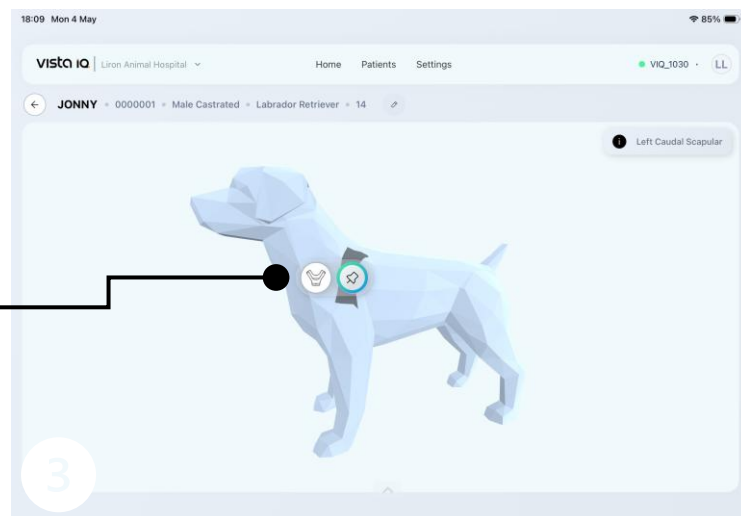 18:09 Mon 4 May 85%
vista IQ | Liron Animal Hospital Home Patients Settings VIQ_1030 LL
JONNY • 0000001 • Male Castrated • Labrador Retriever • 14
i Left Caudal Scapular
3